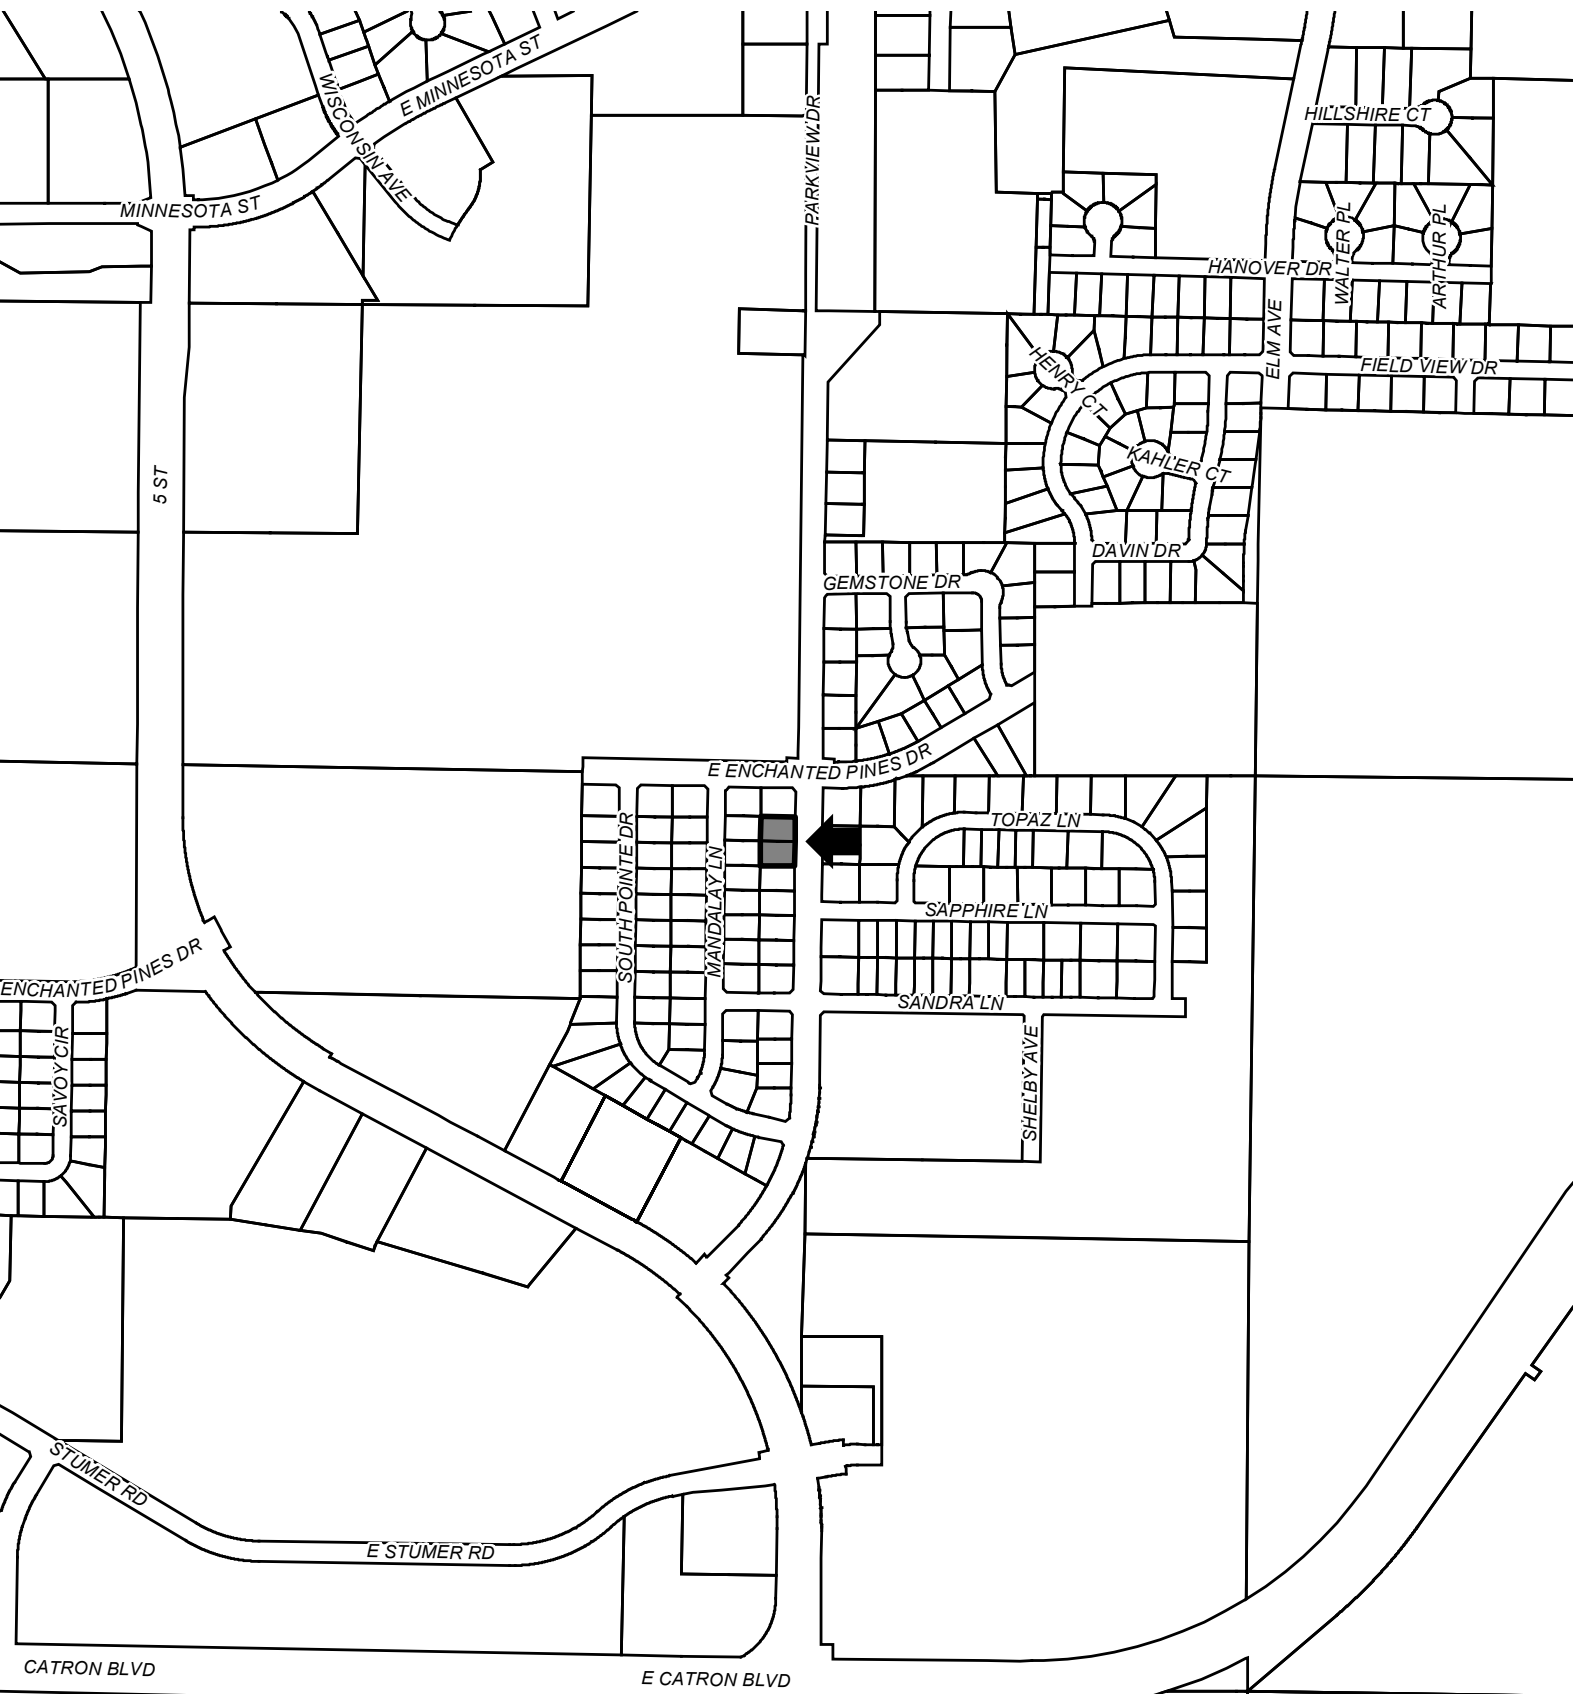 E MINNESOTA ST
WISCONSIN AVE
PARKVIEW DR
HILLSHIRE CT
MINNESOTA ST
WALTER PL
ARTHUR PL
HANOVER DR
ELM AVE
HENRY CT
FIELD VIEW DR
KAHLER CT
5 ST
DAVIN DR
GEMSTONE DR
E ENCHANTED PINES DR
TOPAZ LN
SOUTH POINTE DR
MANDALAY LN
SAPPHIRE LN
ENCHANTED PINES DR
SANDRA LN
SAVOY CIR
SHELBY AVE
STUMER RD
E STUMER RD
CATRON BLVD
E CATRON BLVD